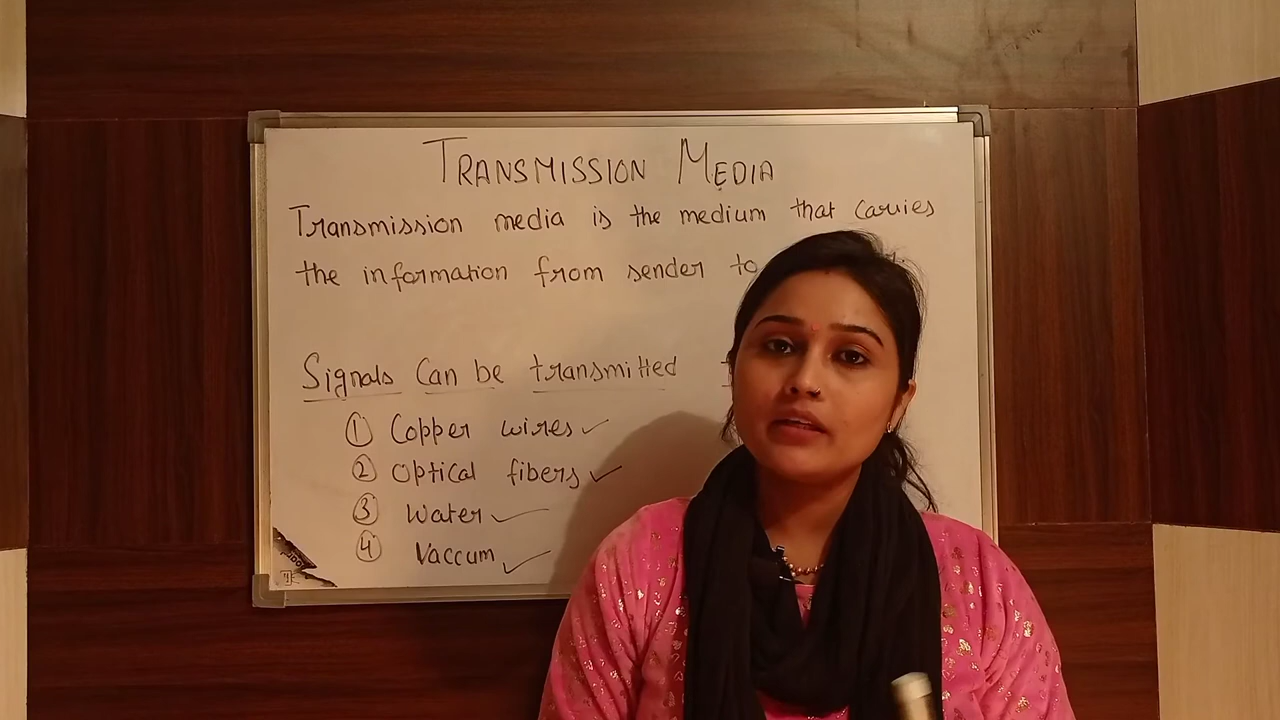 TRANSMISSION MEDIA
Transmission media is the medium that carries
the information from sender to
Signals Can be transmitted
① Copper wires ✓
② Optical fibers ✓
③ Water ✓
④ Vaccum ✓